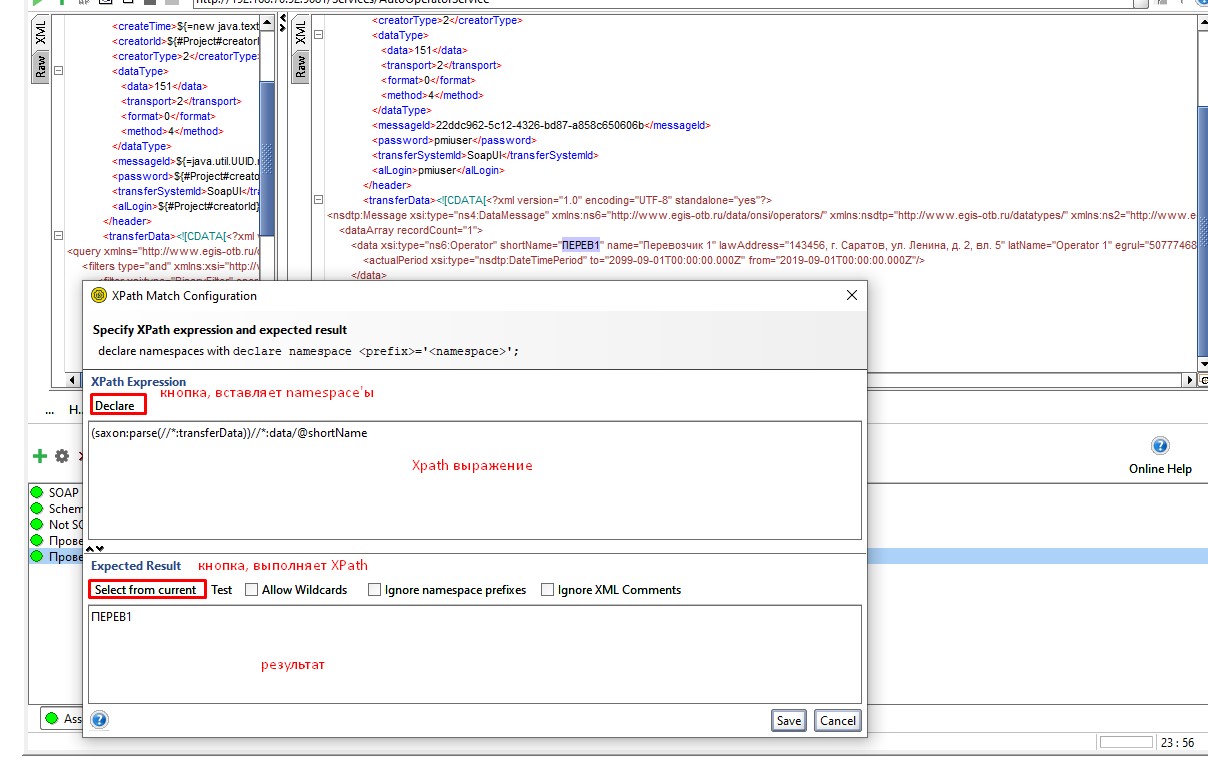 http://192.168.70.92:9081/Services/AutoOperatorService
XML
Raw
<createTime>${=new java.text
<creatorId>${#Project#creatorI
<creatorType>2</creatorType>
<dataType>
<data>151</data>
<transport>2</transport>
<format>0</format>
<method>4</method>
</dataType>
<messageId>${=java.util.UUID.r
<password>${#Project#creato
<transferSystemId>SoapUI</tra
<alLogin>${#Project#creatorId}
</header>
<transferData><![CDATA[<?xml v
<query xmlns="http://www.egis-otb.ru/d
<filters type="and" xmlns:xsi="http://v
XML
Raw
<creatorType>2</creatorType>
<dataType>
<data>151</data>
<transport>2</transport>
<format>0</format>
<method>4</method>
</dataType>
<messageId>22ddc962-5c12-4326-bd87-a858c650606b</messageId>
<password>pmiuser</password>
<transferSystemId>SoapUI</transferSystemId>
<alLogin>pmiuser</alLogin>
</header>
<transferData><![CDATA[<?xml version="1.0" encoding="UTF-8" standalone="yes"?>
<nsdtp:Message xsi:type="ns4:DataMessage" xmlns:ns6="http://www.egis-otb.ru/data/onsi/operators/" xmlns:nsdtp="http://www.egis-otb.ru/datatypes/" xmlns:ns2="http://www.e
<dataArray recordCount="1">
<data xsi:type="ns6:Operator" shortName="ПЕРЕВ1" name="Перевозчик 1" lawAddress="143456, г. Саратов, ул. Ленина, д. 2, вл. 5" latName="Operator 1" egrul="50777468
<actualPeriod xsi:type="nsdtp:DateTimePeriod" to="2099-09-01T00:00:00.000Z" from="2019-09-01T00:00:00.000Z"/>
</data>
XPath Match Configuration
Specify XPath expression and expected result
declare namespaces with declare namespace <prefix>='<namespace>';
XPath Expression
кнопка, вставляет namespace'ы
Declare
(saxon:parse(//*:transferData))//*:data/@shortName
Xpath выражение
Expected Result
кнопка, выполняет XPath
Select from current
Test
Allow Wildcards
Ignore namespace prefixes
Ignore XML Comments
ПЕРЕВ1
результат
Save
Cancel
... H..
SOAP
Schem
Not SO
Прове
Прове
Ass
Online Help
23 : 56